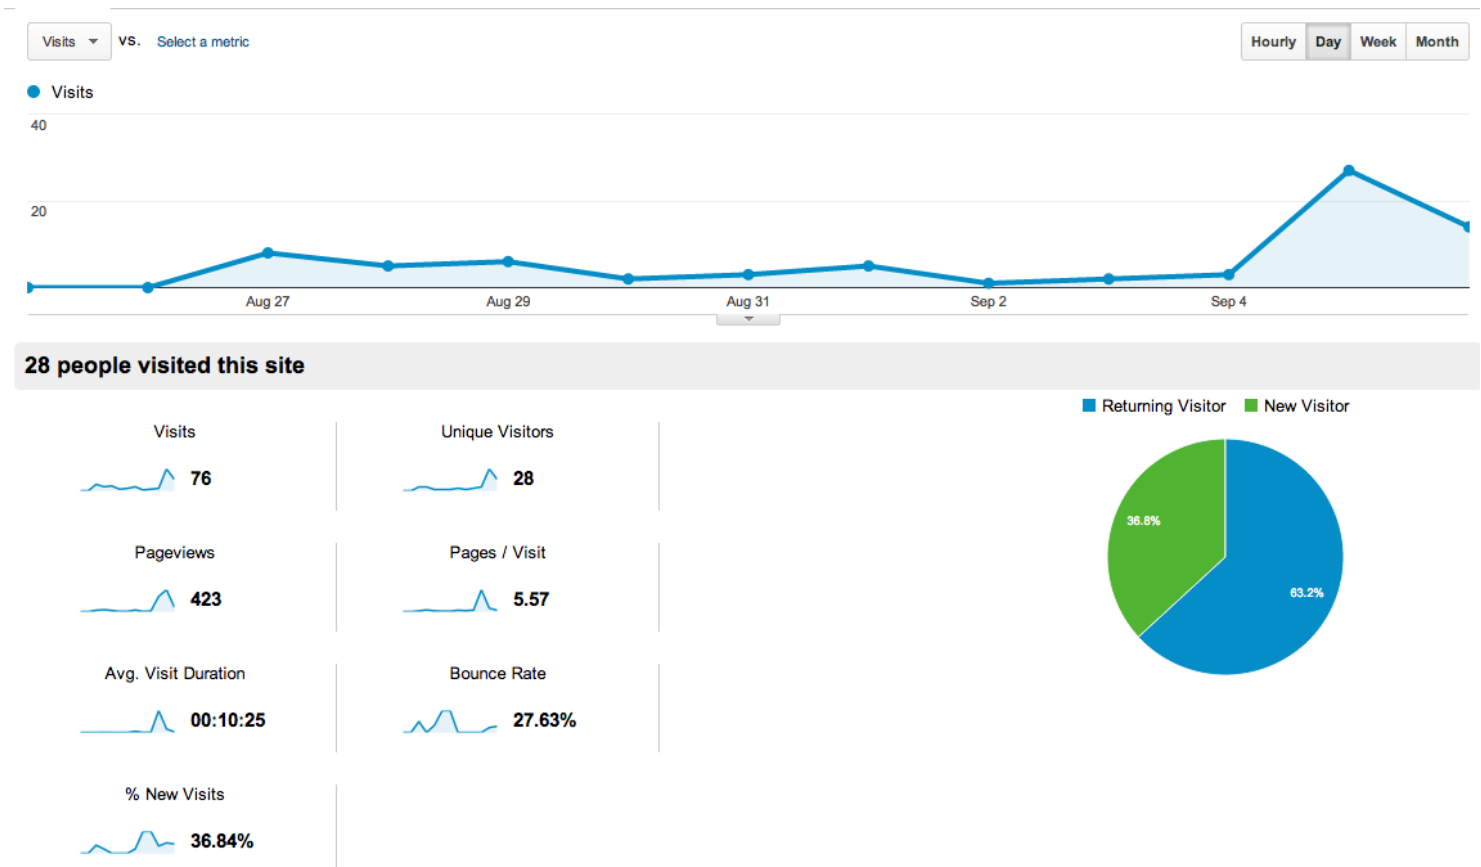 Visits vs. Select a metric Hourly Day Week Month
Visits
40
20
Aug 27 Aug 29 Aug 31 Sep 2 Sep 4
28 people visited this site
Returning Visitor New Visitor
Visits Unique Visitors
76 28
36.8%
Pageviews Pages / Visit
423 5.57
63.2%
Avg. Visit Duration Bounce Rate
00:10:25 27.63%
% New Visits
36.84%